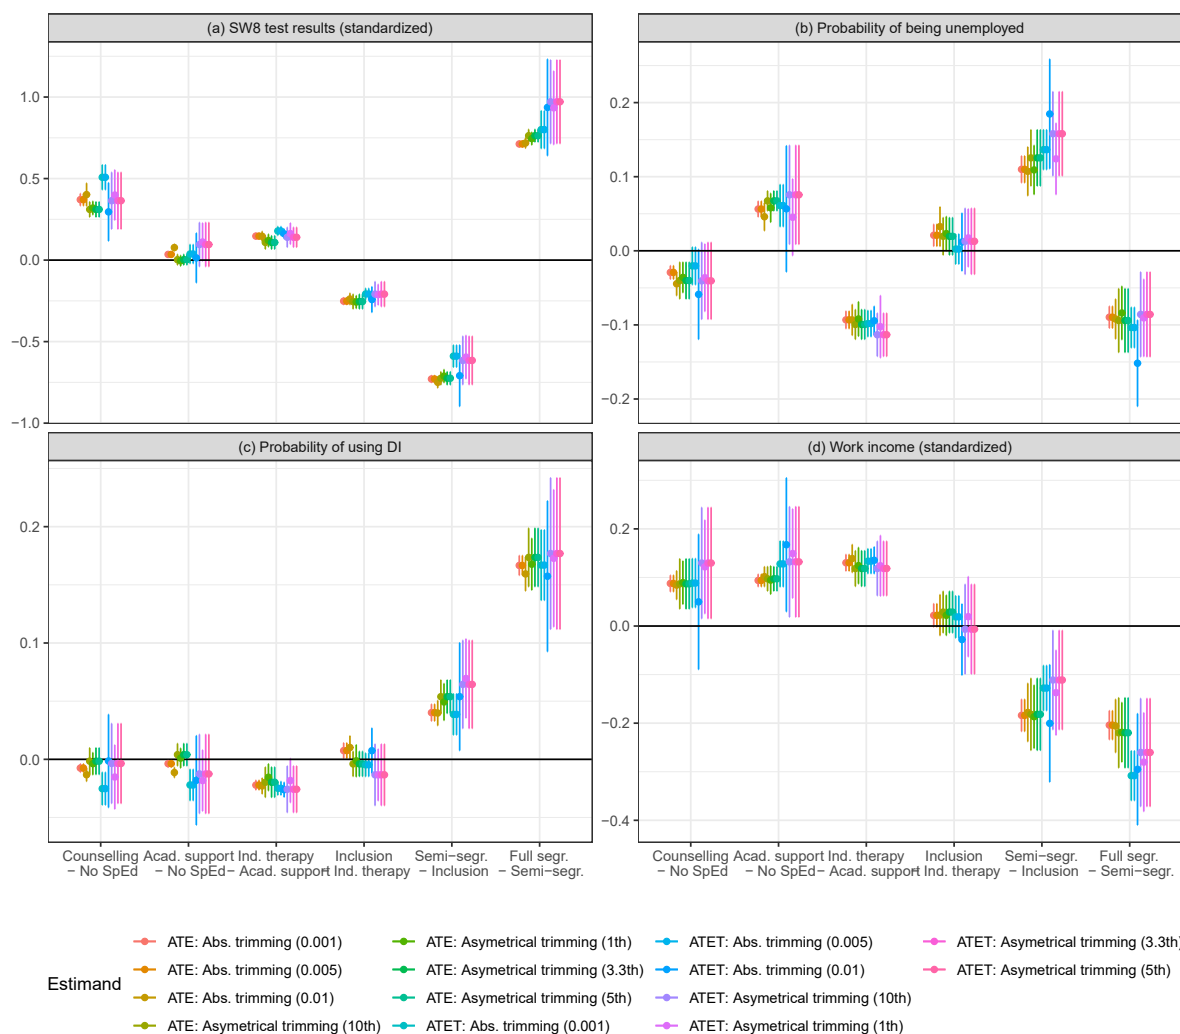 (a) SW8 test results (standardized)
(b) Probability of being unemployed
1.0
0.5
0.0
−0.5
−1.0
0.2
0.1
0.0
−0.1
−0.2
(c) Probability of using DI
(d) Work income (standardized)
0.2
0.1
0.0
0.2
0.0
−0.2
−0.4
Counselling
− No SpEd
Acad. support
− No SpEd
Ind. therapy
− Acad. support
Inclusion
− Ind. therapy
Semi−segr.
− Inclusion
Full segr.
− Semi−segr.
Counselling
− No SpEd
Acad. support
− No SpEd
Ind. therapy
− Acad. support
Inclusion
− Ind. therapy
Semi−segr.
− Inclusion
Full segr.
− Semi−segr.
Estimand
ATE: Abs. trimming (0.001)
ATE: Abs. trimming (0.005)
ATE: Abs. trimming (0.01)
ATE: Asymetrical trimming (10th)
ATE: Asymetrical trimming (1th)
ATE: Asymetrical trimming (3.3th)
ATE: Asymetrical trimming (5th)
ATET: Abs. trimming (0.001)
ATET: Abs. trimming (0.005)
ATET: Abs. trimming (0.01)
ATET: Asymetrical trimming (10th)
ATET: Asymetrical trimming (1th)
ATET: Asymetrical trimming (3.3th)
ATET: Asymetrical trimming (5th)